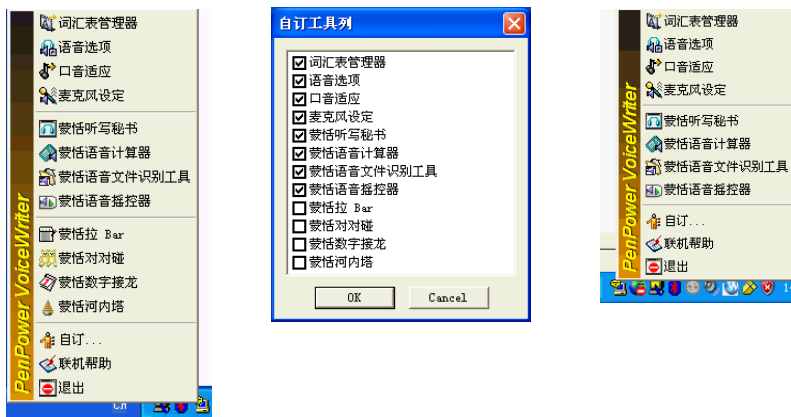 词汇表管理器
语音选项
口音适应
麦克风设定
蒙恬听写秘书
蒙恬语音计算器
蒙恬语音文件识别工具
蒙恬语音摇控器
蒙恬拉 Bar
蒙恬对对碰
蒙恬数字接龙
蒙恬河内塔
自订...
联机帮助
退出
PenPower VoiceWriter
自订工具列
词汇表管理器
语音选项
口音适应
麦克风设定
蒙恬听写秘书
蒙恬语音计算器
蒙恬语音文件识别工具
蒙恬语音摇控器
蒙恬拉 Bar
蒙恬对对碰
蒙恬数字接龙
蒙恬河内塔
OK
Cancel
词汇表管理器
语音选项
口音适应
麦克风设定
蒙恬听写秘书
蒙恬语音计算器
蒙恬语音文件识别工具
蒙恬语音摇控器
自订...
联机帮助
退出
PenPower VoiceWriter